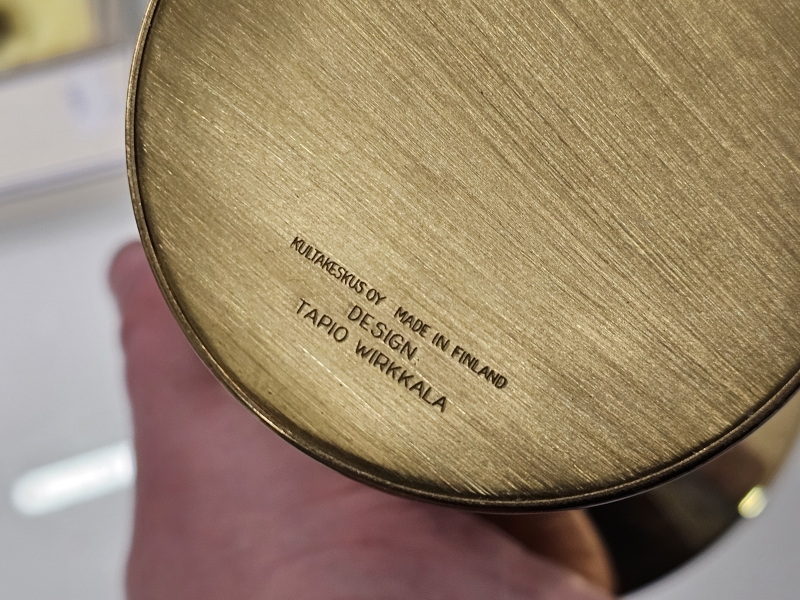 KULTAKESKUS OY MADE IN FINLAND
DESIGN:
TAPIO WIRKKALA